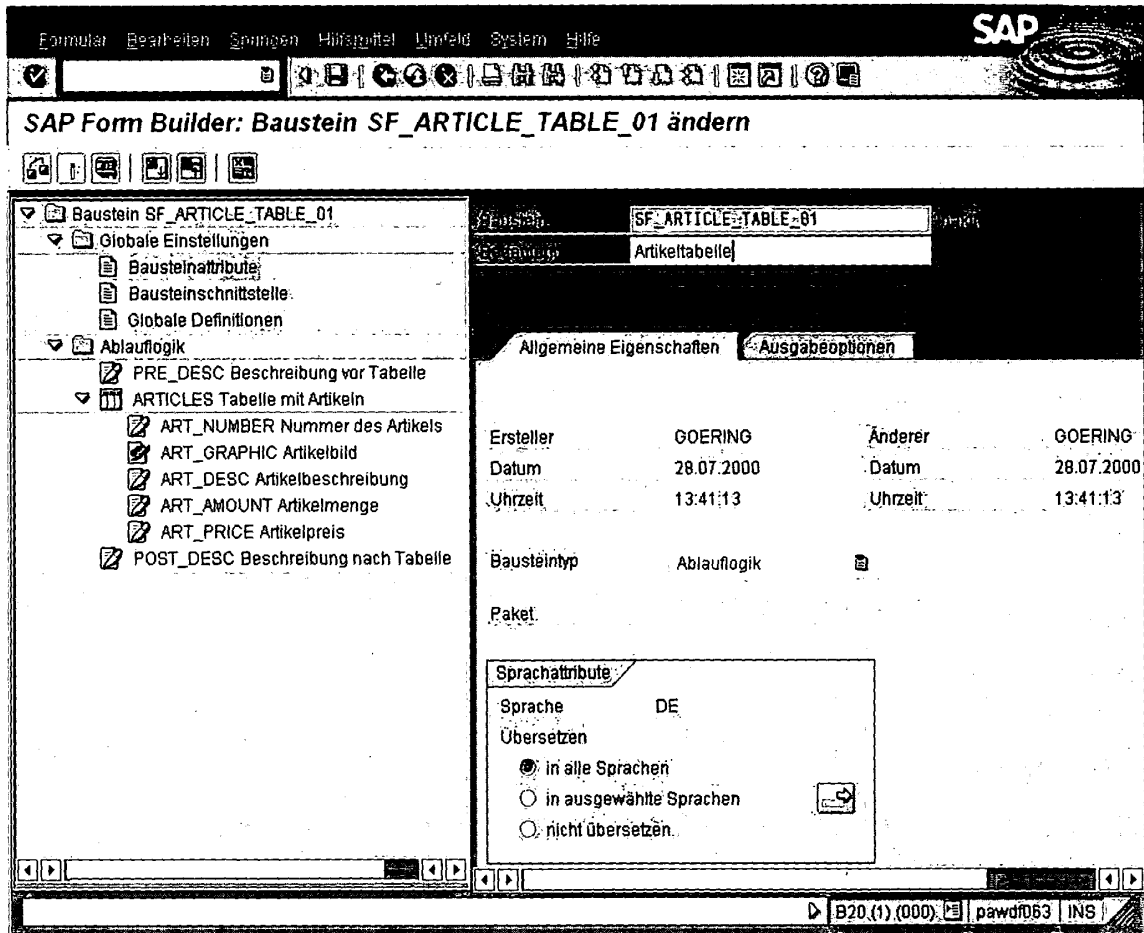 Formular Bearbeiten Springen Hilfsmittel Umfeld System Hilfe
SAP
SAP Form Builder: Baustein SF_ARTICLE_TABLE_01 ändern
Baustein SF_ARTICLE_TABLE_01
Globale Einstellungen
Bausteinattribute
Bausteinschnittstelle
Globale Definitionen
Ablauflogik
PRE_DESC Beschreibung vor Tabelle
ARTICLES Tabelle mit Artikeln
ART_NUMBER Nummer des Artikels
ART_GRAPHIC Artikelbild
ART_DESC Artikelbeschreibung
ART_AMOUNT Artikelmenge
ART_PRICE Artikelpreis
POST_DESC Beschreibung nach Tabelle
Baustein SF_ARTICLE_TABLE_01
Artikeltabelle
Allgemeine Eigenschaften Ausgabeoptionen
Ersteller GOERING Änderer GOERING
Datum 28.07.2000 Datum 28.07.2000
Uhrzeit 13:41:13 Uhrzeit 13:41:13
Bausteintyp Ablauflogik
Paket
Sprachattribute
Sprache DE
Übersetzen
in alle Sprachen
in ausgewählte Sprachen
nicht übersetzen
B20 (1) (000) pawdf063 INS